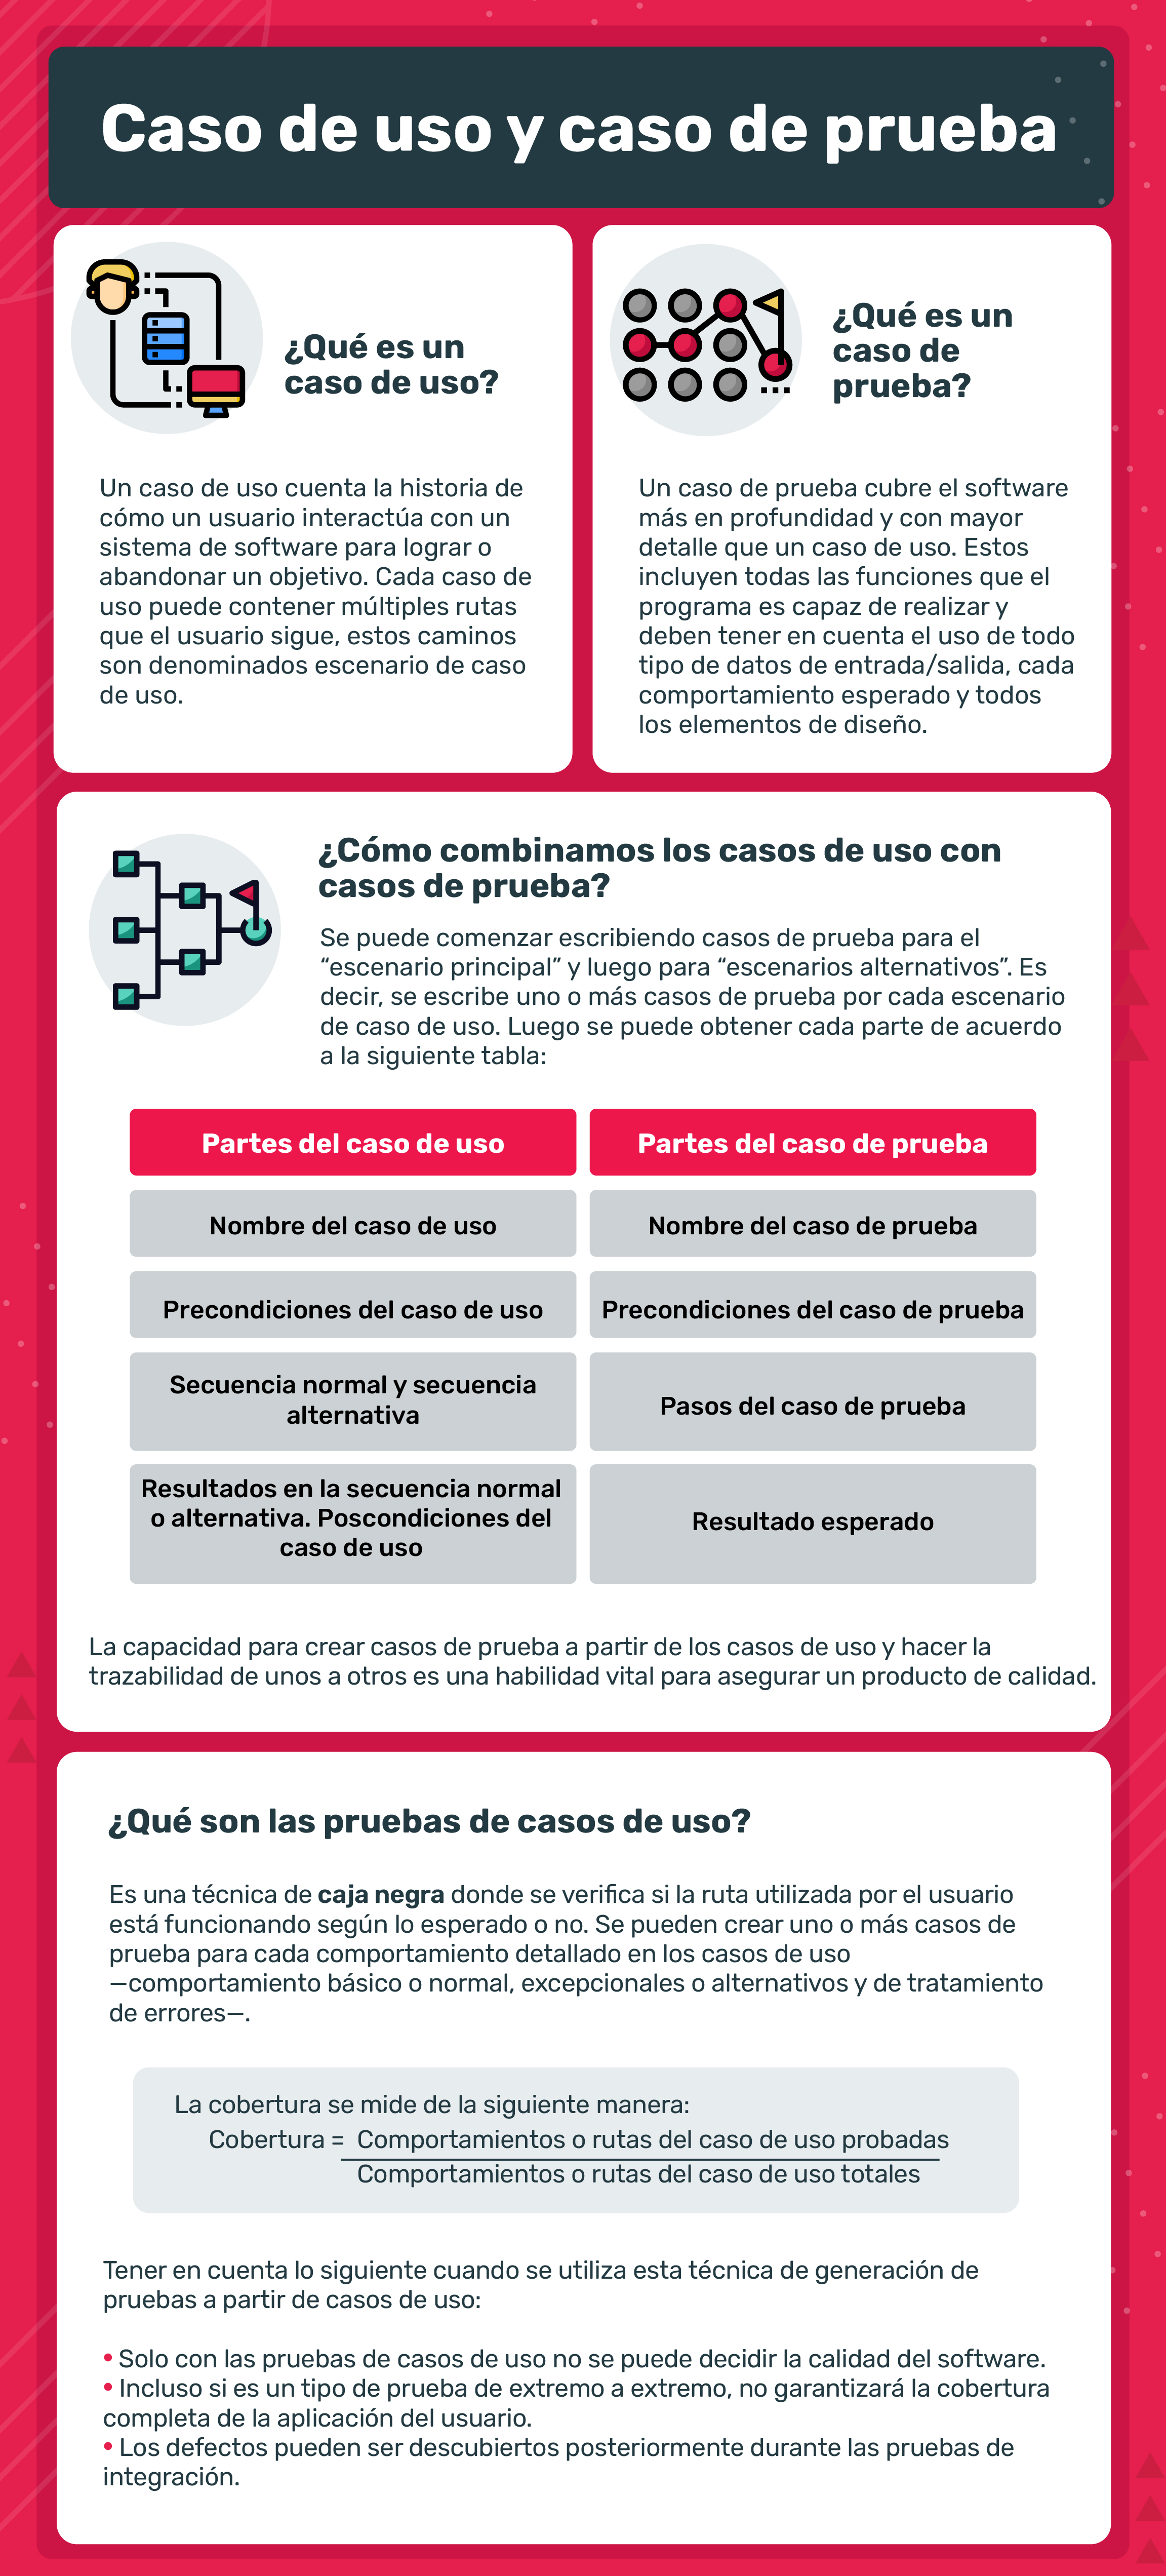 Caso de uso y caso de prueba
¿Qué es un
caso de uso?
Un caso de uso cuenta la historia de
cómo un usuario interactúa con un
sistema de software para lograr o
abandonar un objetivo. Cada caso de
uso puede contener múltiples rutas
que el usuario sigue, estos caminos
son denominados escenario de caso
de uso.
¿Qué es un
caso de
prueba?
Un caso de prueba cubre el software
más en profundidad y con mayor
detalle que un caso de uso. Estos
incluyen todas las funciones que el
programa es capaz de realizar y
deben tener en cuenta el uso de todo
tipo de datos de entrada/salida, cada
comportamiento esperado y todos
los elementos de diseño.
¿Cómo combinamos los casos de uso con
casos de prueba?
Se puede comenzar escribiendo casos de prueba para el
“escenario principal” y luego para “escenarios alternativos”. Es
decir, se escribe uno o más casos de prueba por cada escenario
de caso de uso. Luego se puede obtener cada parte de acuerdo
a la siguiente tabla:
Partes del caso de uso
Partes del caso de prueba
Nombre del caso de uso
Nombre del caso de prueba
Precondiciones del caso de uso
Precondiciones del caso de prueba
Secuencia normal y secuencia
alternativa
Pasos del caso de prueba
Resultados en la secuencia normal
o alternativa. Poscondiciones del
caso de uso
Resultado esperado
La capacidad para crear casos de prueba a partir de los casos de uso y hacer la
trazabilidad de unos a otros es una habilidad vital para asegurar un producto de calidad.
¿Qué son las pruebas de casos de uso?
Es una técnica de caja negra donde se verifica si la ruta utilizada por el usuario
está funcionando según lo esperado o no. Se pueden crear uno o más casos de
prueba para cada comportamiento detallado en los casos de uso
—comportamiento básico o normal, excepcionales o alternativos y de tratamiento
de errores—.
La cobertura se mide de la siguiente manera:
Cobertura = Comportamientos o rutas del caso de uso probadas
Comportamientos o rutas del caso de uso totales
Tener en cuenta lo siguiente cuando se utiliza esta técnica de generación de
pruebas a partir de casos de uso:
• Solo con las pruebas de casos de uso no se puede decidir la calidad del software.
• Incluso si es un tipo de prueba de extremo a extremo, no garantizará la cobertura
completa de la aplicación del usuario.
• Los defectos pueden ser descubiertos posteriormente durante las pruebas de
integración.